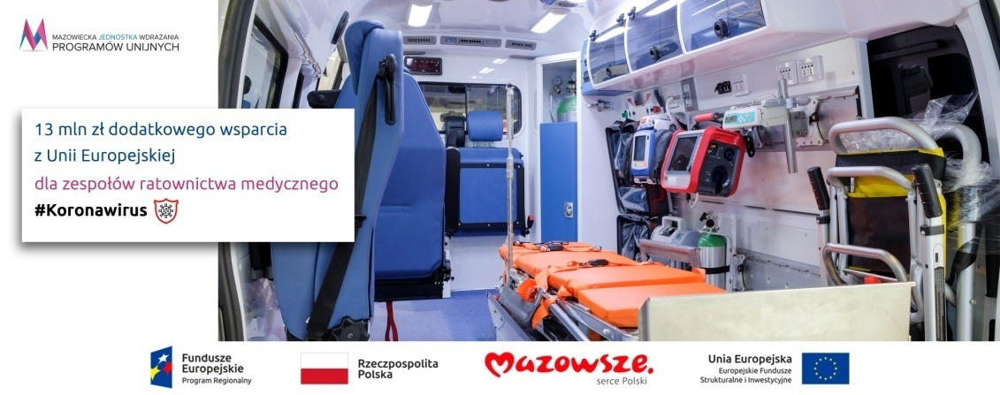 MAZOWIECKA JEDNOSTKA WDRAŻANIA
PROGRAMÓW UNIJNYCH
13 mln zł dodatkowego wsparcia
z Unii Europejskiej
dla zespołów ratownictwa medycznego
#Koronawirus
Fundusze
Europejskie
Program Regionalny
Rzeczpospolita
Polska
mazowsze.
serce Polski
Unia Europejska
Europejskie Fundusze
Strukturalne i Inwestycyjne